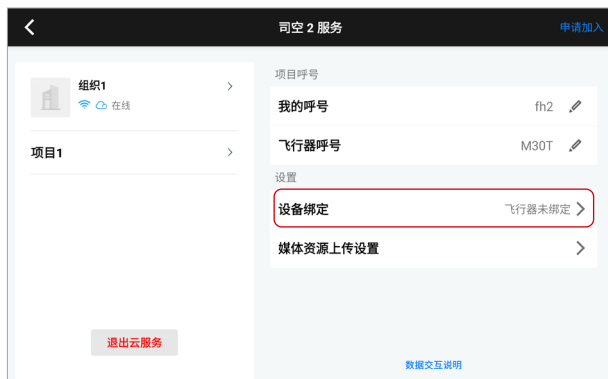 司空 2 服务
申请加入
组织1
在线
项目1
退出云服务
项目呼号
我的呼号 fh2
飞行器呼号 M30T
设置
设备绑定 飞行器未绑定
媒体资源上传设置
数据交互说明